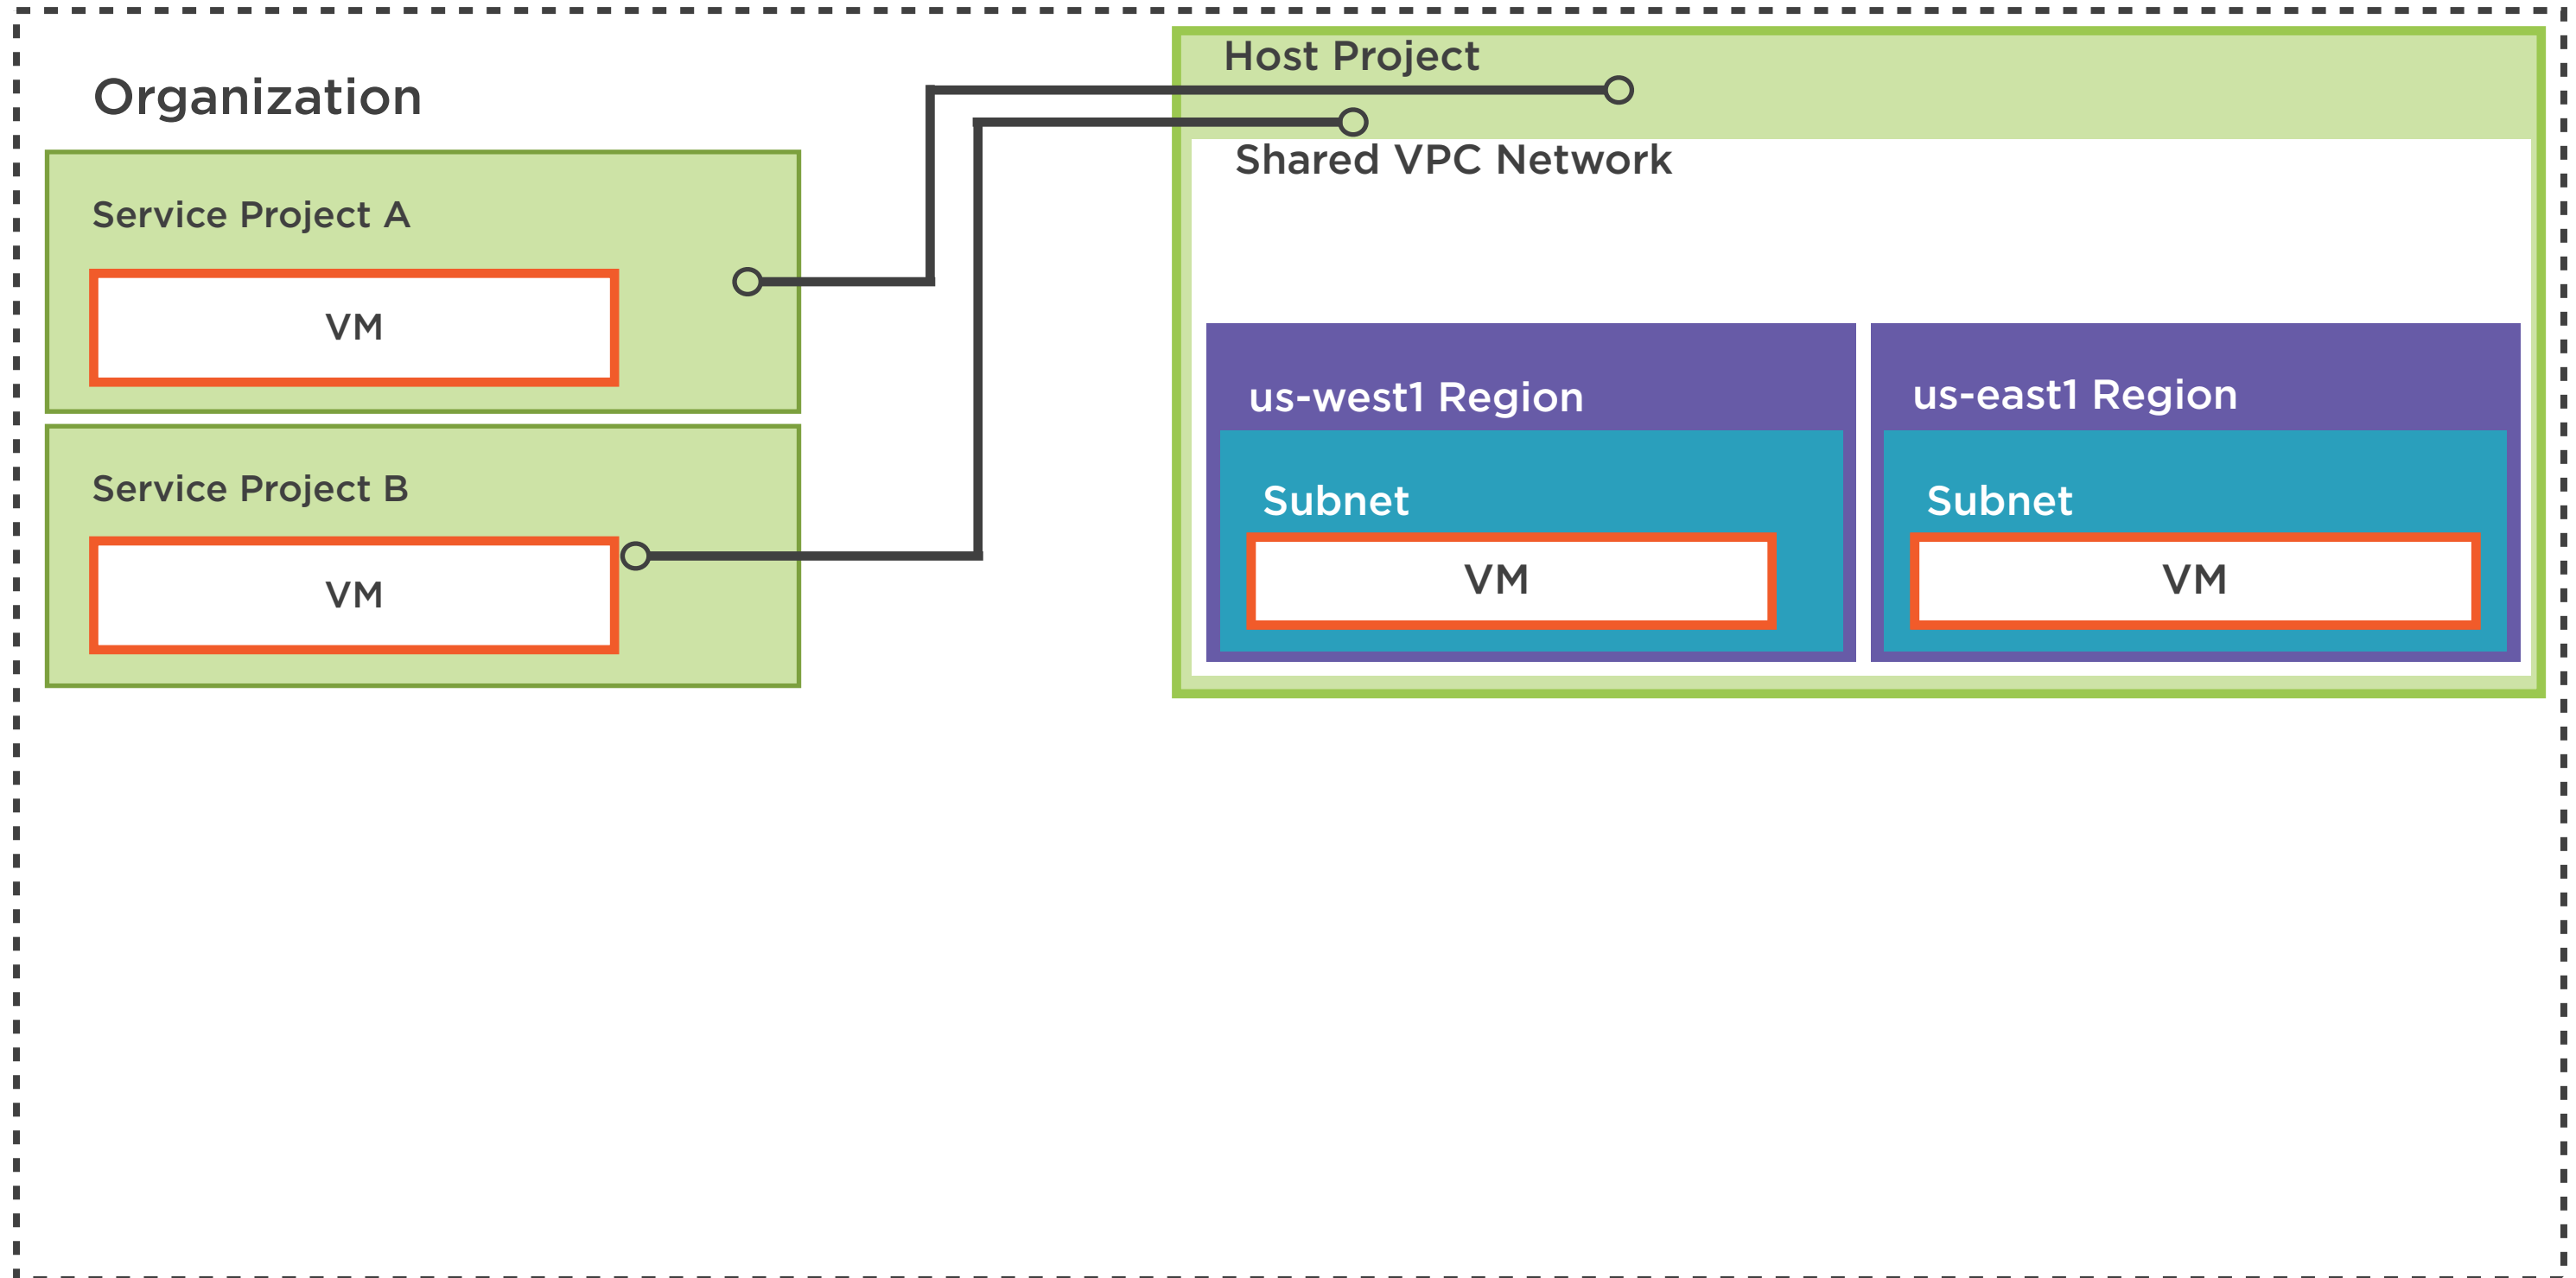 Organization
Service Project A
VM
Service Project B
VM
Host Project
Shared VPC Network
us-west1 Region
Subnet
VM
us-east1 Region
Subnet
VM